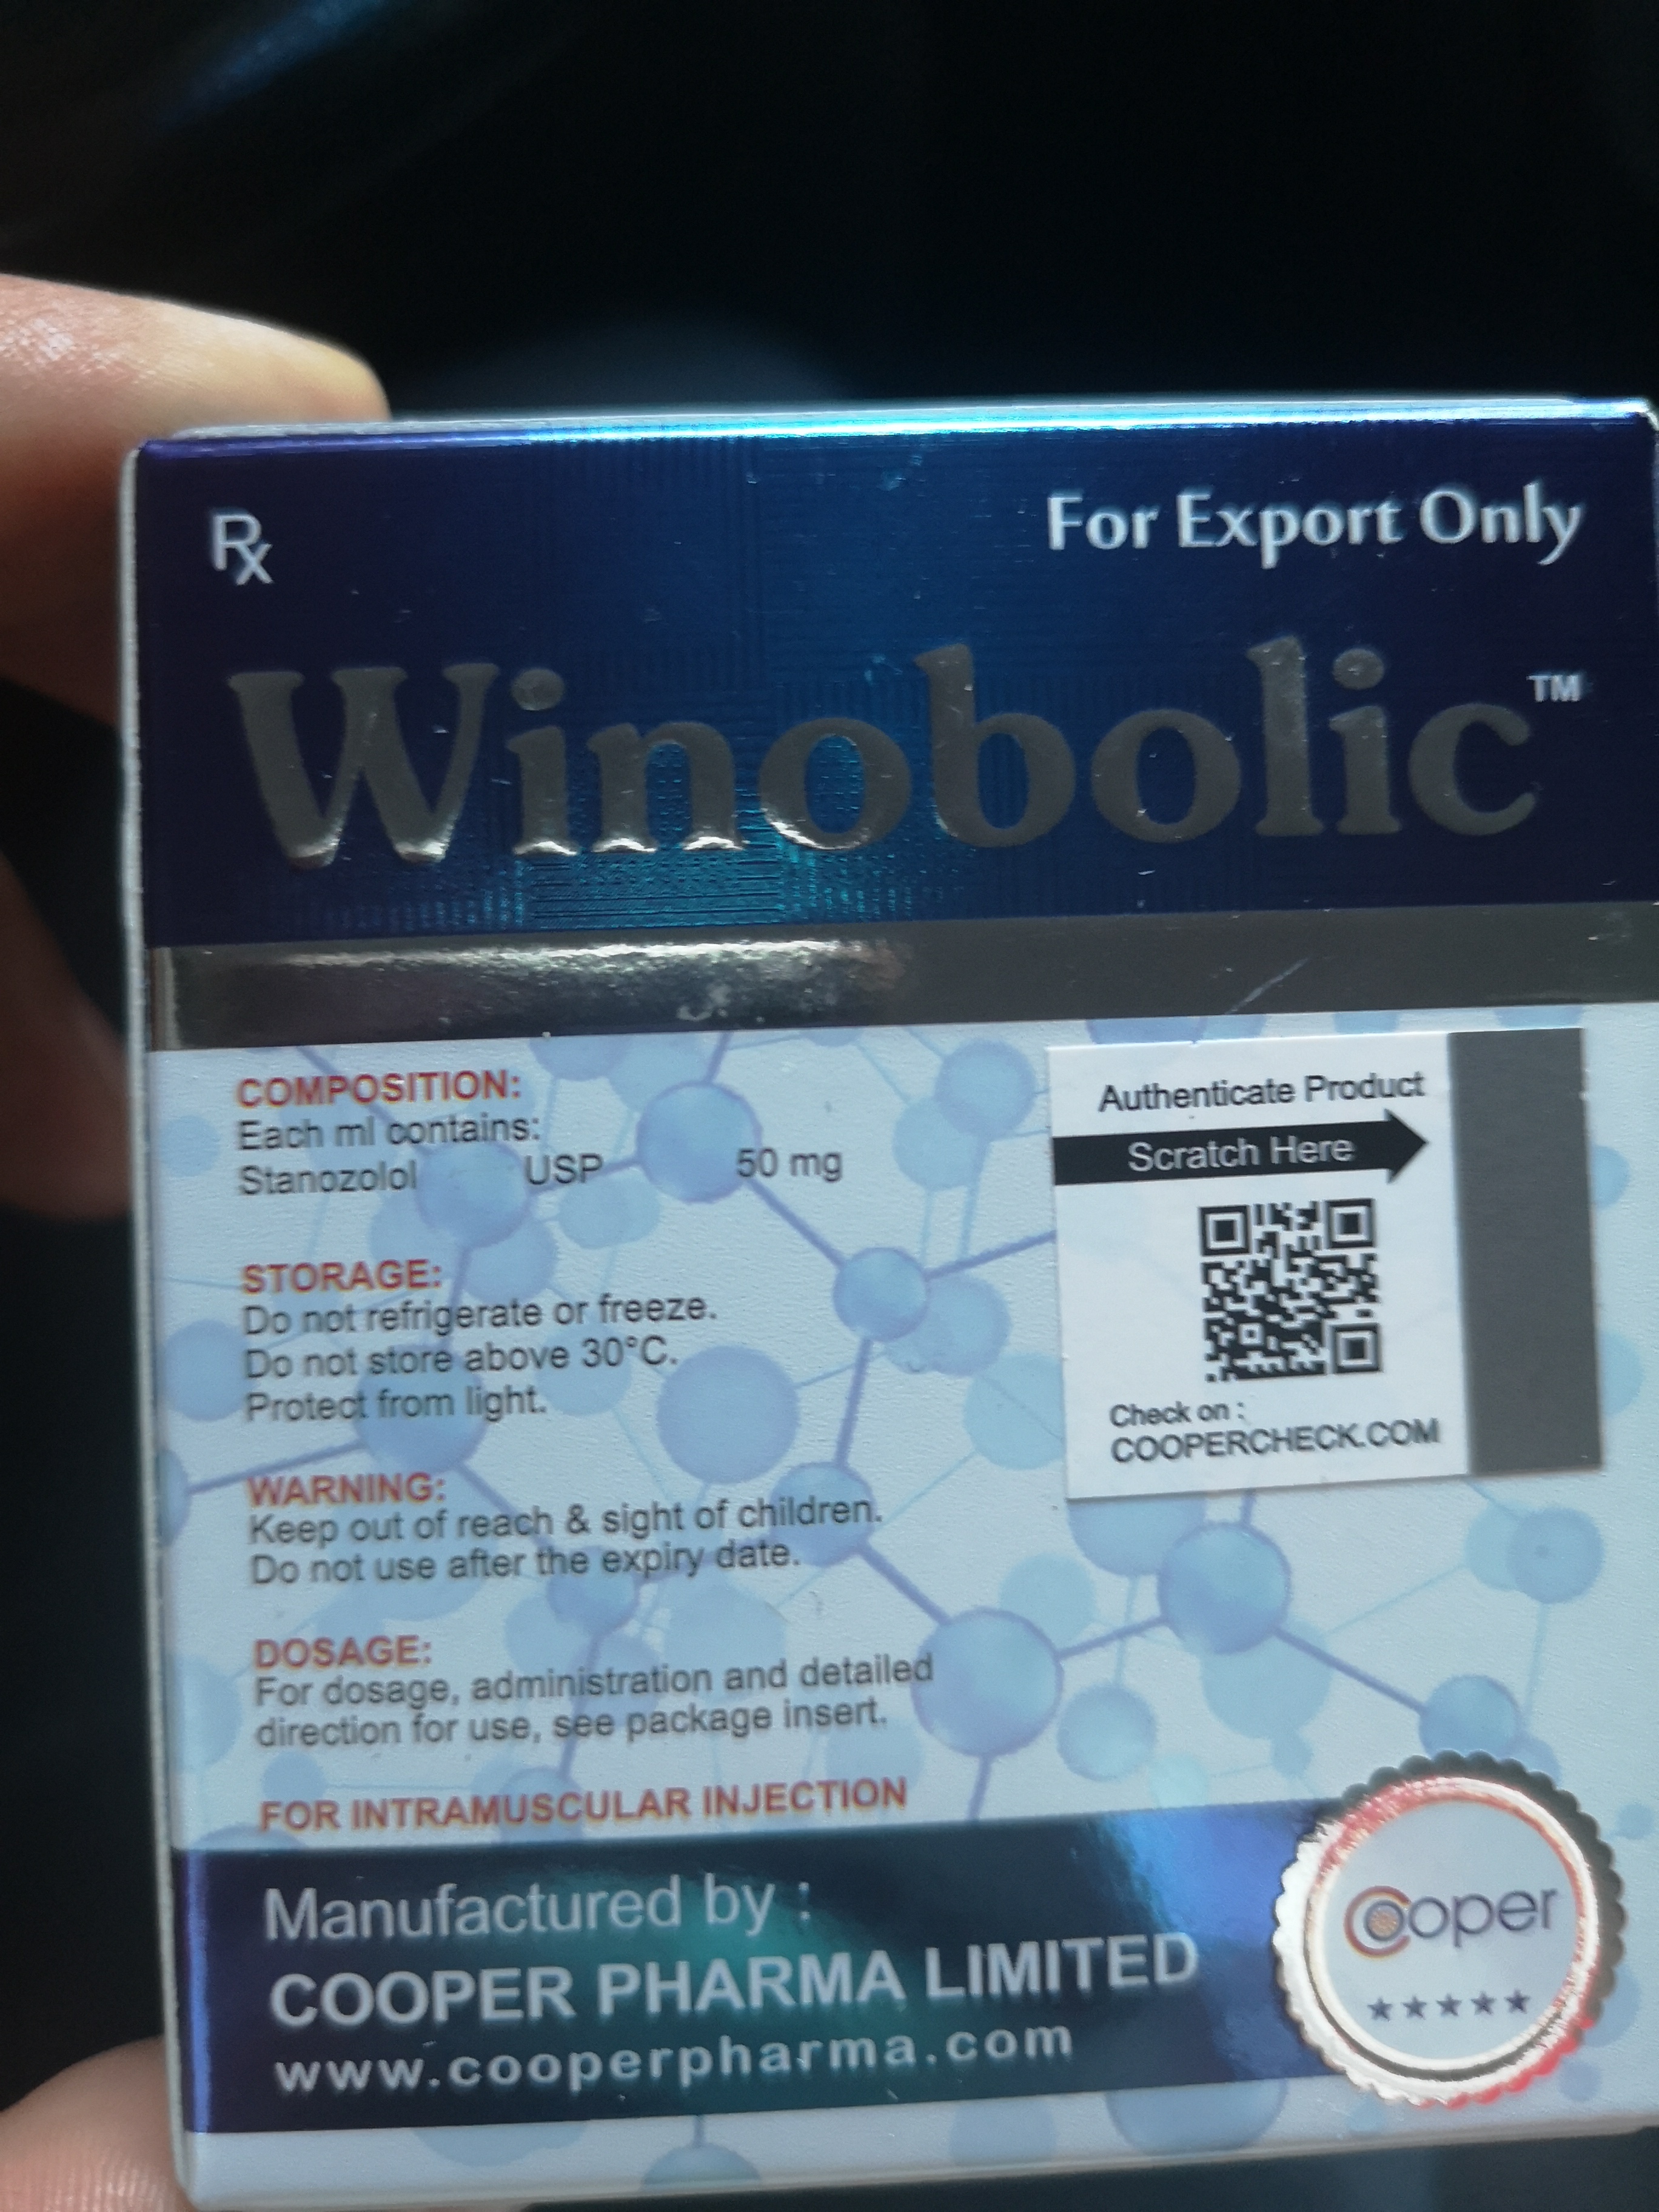 Rx
For Export Only
Winobolic™
COMPOSITION:
Each ml contains:
Stanozolol USP 50 mg
STORAGE:
Do not refrigerate or freeze.
Do not store above 30°C.
Protect from light.
WARNING:
Keep out of reach & sight of children.
Do not use after the expiry date.
DOSAGE:
For dosage, administration and detailed
direction for use, see package insert.
FOR INTRAMUSCULAR INJECTION
Authenticate Product
Scratch Here
Check on :
COOPERCHECK.COM
Manufactured by :
COOPER PHARMA LIMITED
www.cooperpharma.com
Cooper